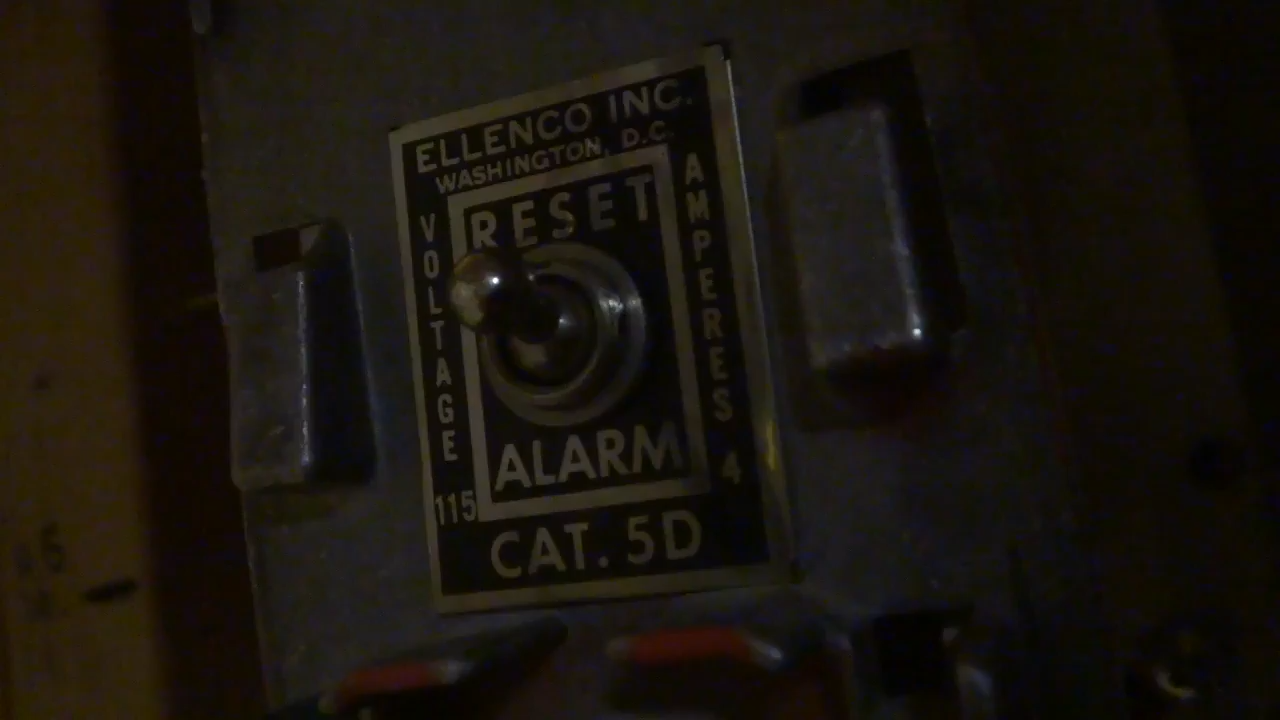 ELLENCO INC.
WASHINGTON, D.C.
RESET
VOLTAGE
115
AMPERES
4
ALARM
CAT. 5D